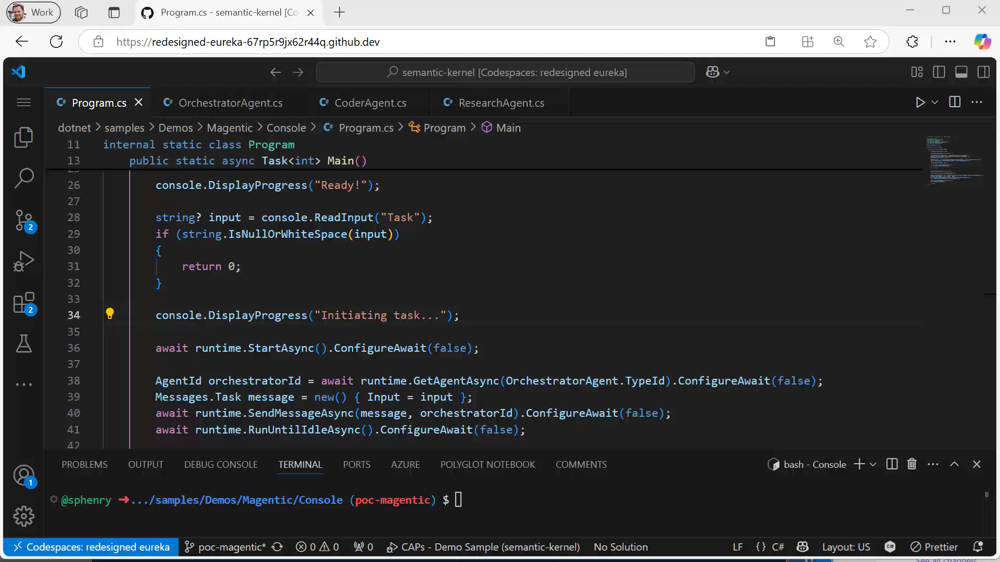 Work
Program.cs - semantic-kernel [Co
https://redesigned-eureka-67rp5r9jx62r44q.github.dev
semantic-kernel [Codespaces: redesigned eureka]
C# Program.cs
C# OrchestratorAgent.cs
C# CoderAgent.cs
C# ResearchAgent.cs
dotnet > samples > Demos > Magentic > Console > C# Program.cs > Program > Main
11 internal static class Program
13 public static async Task<int> Main()
25
26 console.DisplayProgress("Ready!");
27
28 string? input = console.ReadInput("Task");
29 if (string.IsNullOrWhiteSpace(input))
30 {
31 return 0;
32 }
33
34 console.DisplayProgress("Initiating task...");
35
36 await runtime.StartAsync().ConfigureAwait(false);
37
38 AgentId orchestratorId = await runtime.GetAgentAsync(OrchestratorAgent.TypeId).ConfigureAwait(false);
39 Messages.Task message = new() { Input = input };
40 await runtime.SendMessageAsync(message, orchestratorId).ConfigureAwait(false);
41 await runtime.RunUntilIdleAsync().ConfigureAwait(false);
42
2
2
1
PROBLEMS OUTPUT DEBUG CONSOLE TERMINAL PORTS AZURE POLYGLOT NOTEBOOK COMMENTS
bash - Console
@sphenry ➜ .../samples/Demos/Magentic/Console (poc-magentic) $
Codespaces: redesigned eureka poc-magentic* 0 0 0 CAPs - Demo Sample (semantic-kernel) No Solution LF {} C# Layout: US Prettier
See all channels